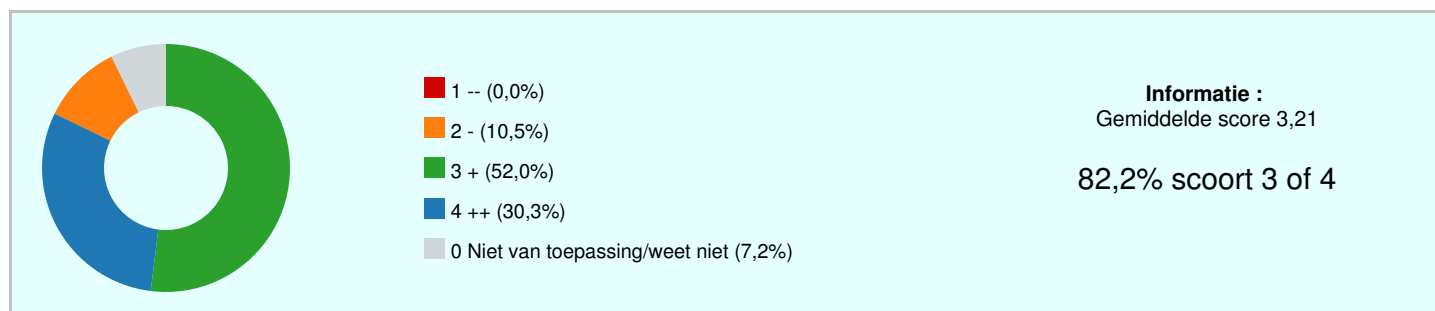 1 -- (0,0%)
2 - (10,5%)
3 + (52,0%)
4 ++ (30,3%)
0 Niet van toepassing/weet niet (7,2%)
Informatie :
Gemiddelde score 3,21
82,2% scoort 3 of 4